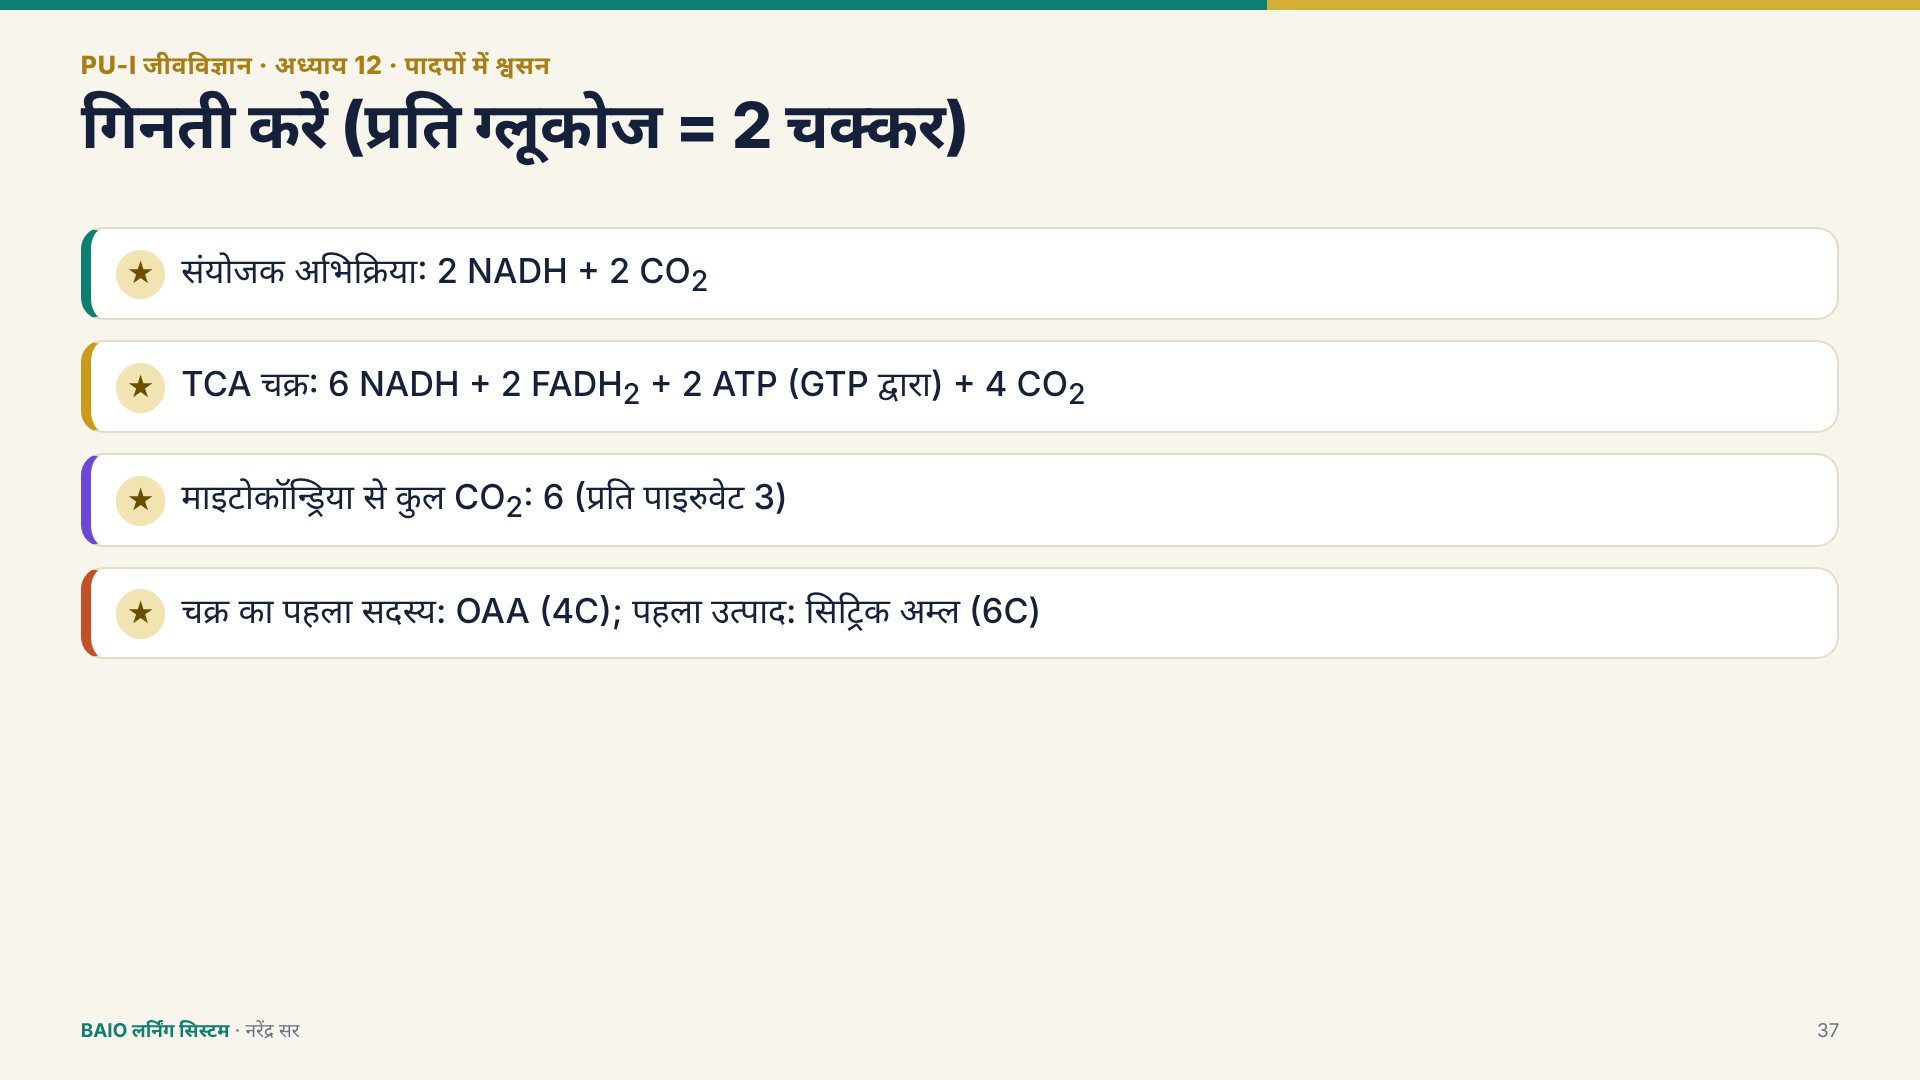 PU-I जीवविज्ञान · अध्याय 12 · पादपों में श्वसन
गिनती करें (प्रति ग्लूकोज = 2 चक्कर)
★ संयोजक अभिक्रिया: 2 NADH + 2 CO₂
★ TCA चक्र: 6 NADH + 2 FADH₂ + 2 ATP (GTP द्वारा) + 4 CO₂
★ माइटोकॉन्ड्रिया से कुल CO₂: 6 (प्रति पाइरुवेट 3)
★ चक्र का पहला सदस्य: OAA (4C); पहला उत्पाद: सिट्रिक अम्ल (6C)
BAIO लर्निंग सिस्टम · नरेंद्र सर
37